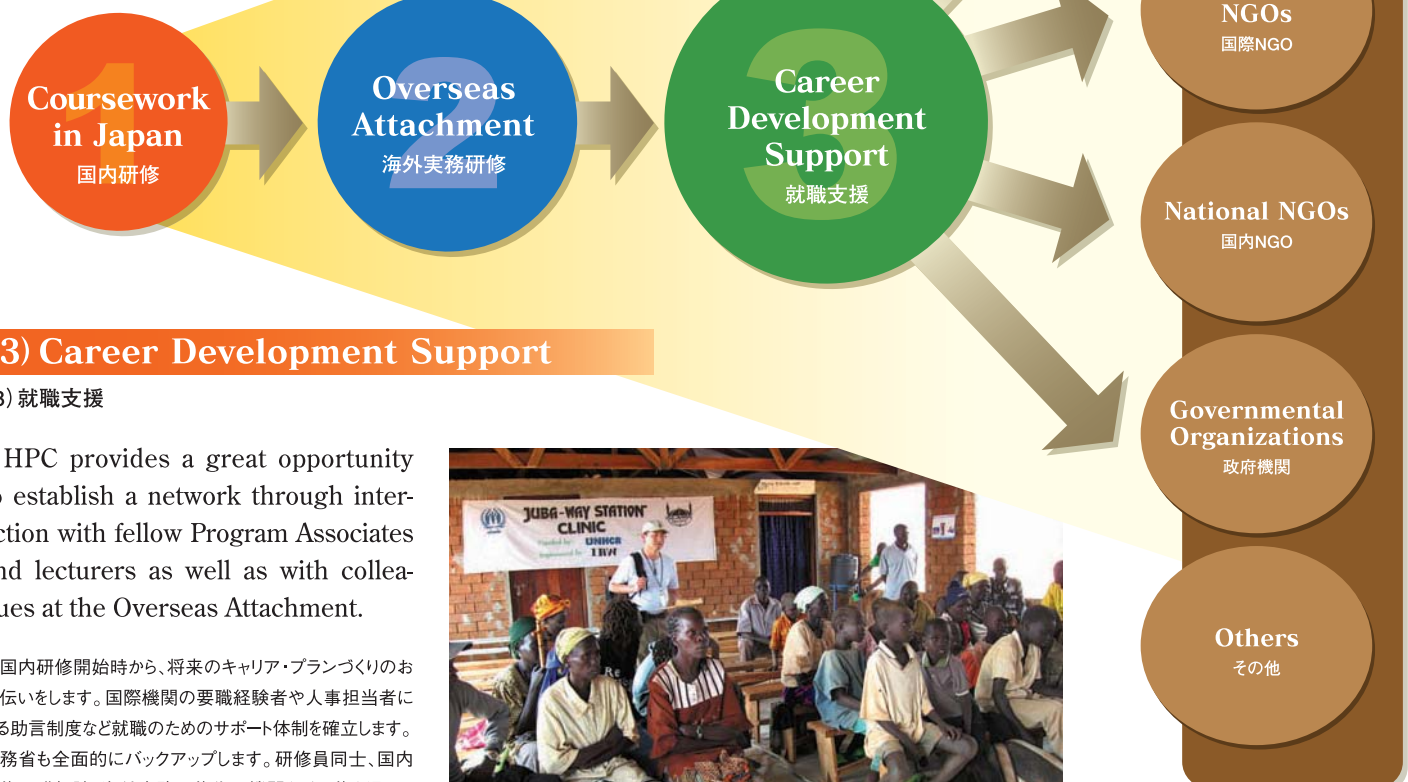 1
Coursework
in Japan
国内研修
2
Overseas
Attachment
海外実務研修
3
Career
Development
Support
就職支援
NGOs
国際NGO
National NGOs
国内NGO
Governmental
Organizations
政府機関
Others
その他
3) Career Development Support
3) 就職支援
HPC provides a great opportunity
establish a network through inter-
ction with fellow Program Associates
nd lecturers as well as with collea-
ues at the Overseas Attachment.
国内研修開始時から、将来のキャリア・プランづくりのお
伝いをします。国際機関の要職経験者や人事担当者に
る助言制度など就職のためのサポート体制を確立します。
務省も全面的にバックアップします。研修員同士、国内
JUBA-WAY STATION
CLINIC
UNHCR
IRW